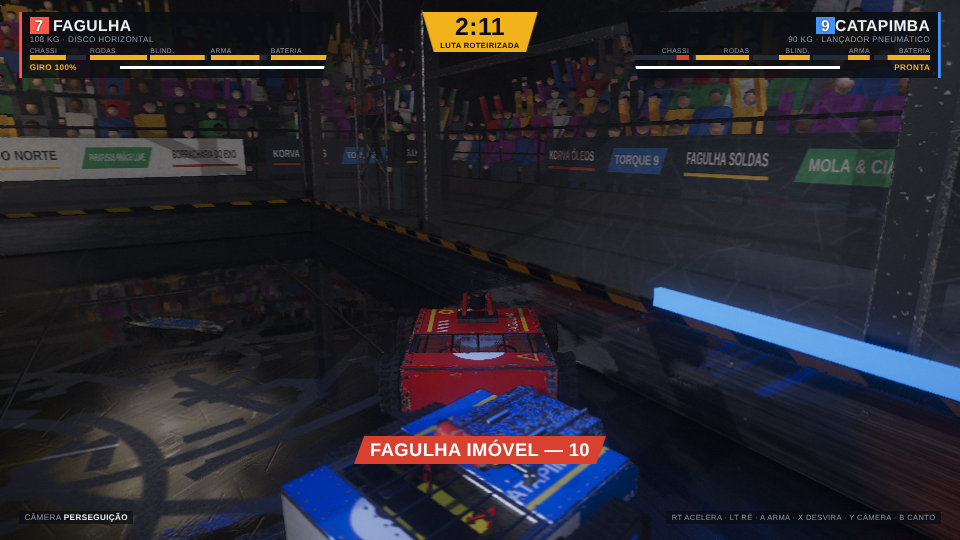 7 FAGULHA
108 KG · DISCO HORIZONTAL
CHASSI RODAS BLIND. ARMA BATERIA
GIRO 100%
2:11
LUTA ROTEIRIZADA
9 CATAPIMBA
90 KG · LANÇADOR PNEUMÁTICO
CHASSI RODAS BLIND. ARMA BATERIA
PRONTA
O NORTE
BORRACHARIA DO EIXO
KORVA
KORVA ÓLEOS
TORQUE 9
FAGULHA SOLDAS
MOLA & CIA
FAGULHA IMÓVEL — 10
CÂMERA PERSEGUIÇÃO
RT ACELERA · LT RÉ · A ARMA · X DESVIRA · Y CÂMERA · B CANTO